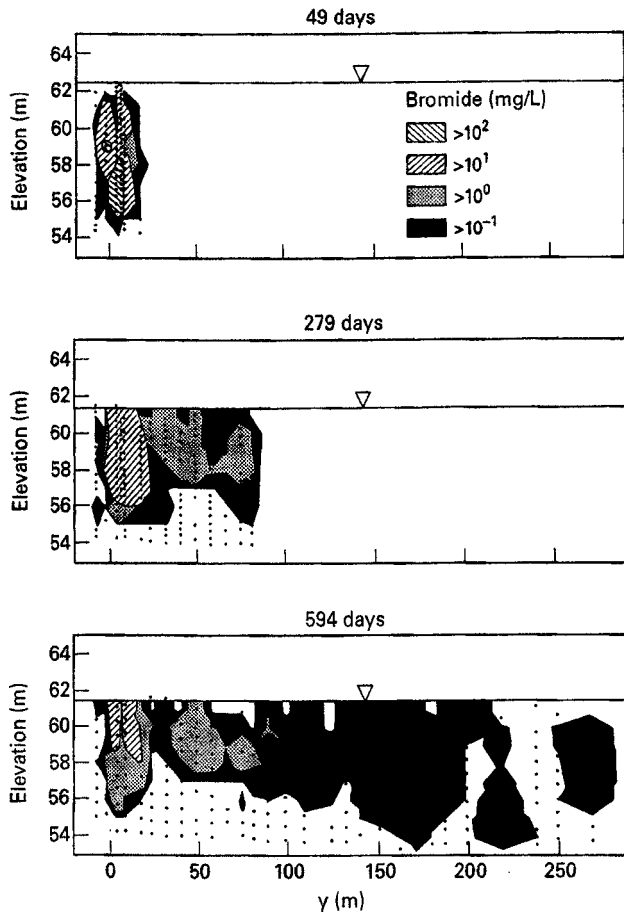 49 days
64
62
60
58
56
54
Elevation (m)
Bromide (mg/L)
>10²
>10¹
>10⁰
>10⁻¹
279 days
64
62
60
58
56
54
Elevation (m)
594 days
64
62
60
58
56
54
Elevation (m)
0 50 100 150 200 250
y (m)